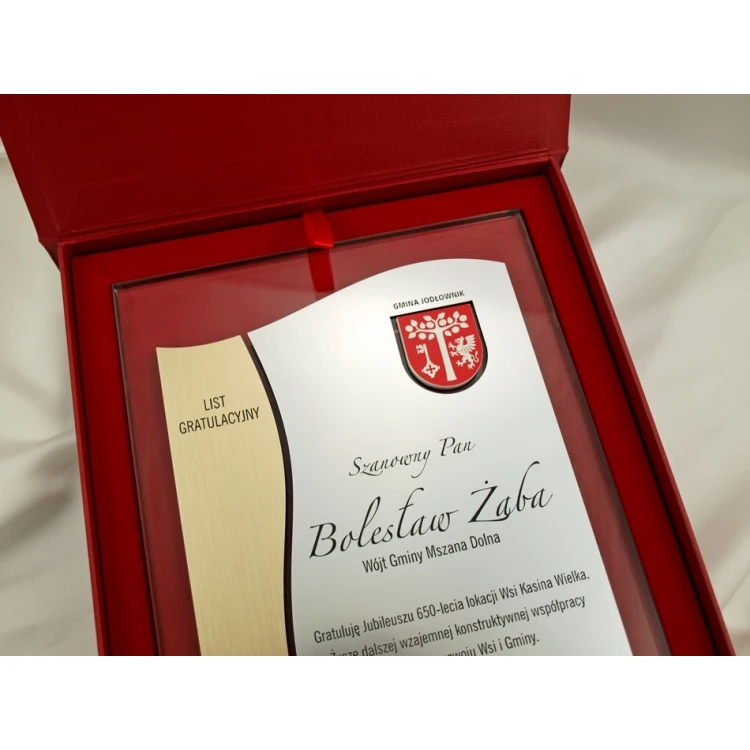 GMINA JODŁOWNIK
LIST
GRATULACYJNY
Szanowny Pan
Bolesław Żaba
Wójt Gminy Mszana Dolna
Gratuluję Jubileuszu 650-lecia lokacji Wsi Kasina Wielka.
dalszej wzajemnej konstruktywnej współpracy
Wsi i Gminy.